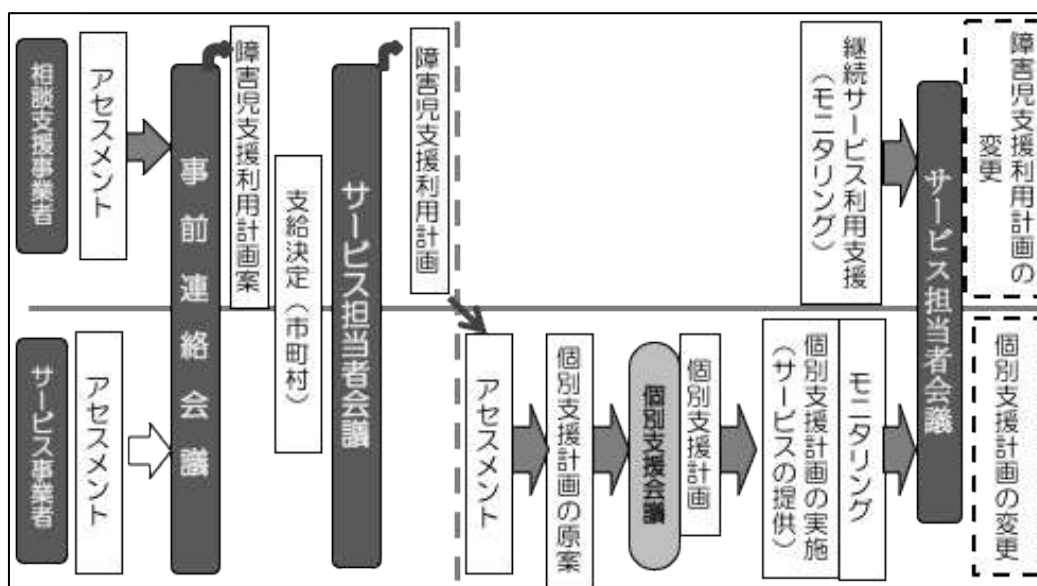 相談支援事業者
アセスメント
事前連絡会議
障害児支援利用計画案
支給決定（市町村）
サービス担当者会議
障害児支援利用計画
継続サービス利用支援
（モニタリング）
サービス担当者会議
障害児支援利用計画の
変更
サービス事業者
アセスメント
アセスメント
個別支援計画の原案
個別支援会議
個別支援計画
個別支援計画の実施
（サービスの提供）
モニタリング
個別支援計画の変更